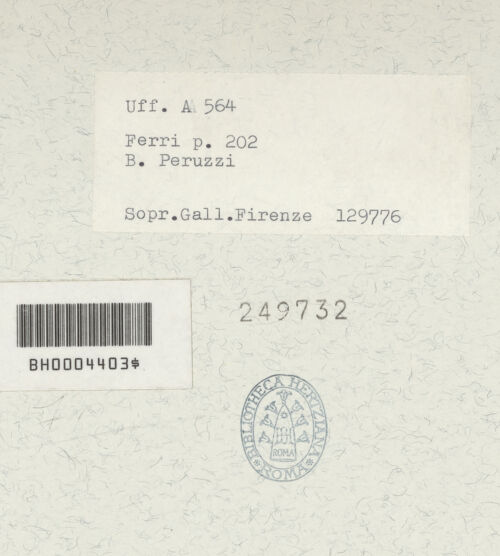 Uff. A 564
Ferri p. 202
B. Peruzzi
Sopr.Gall.Firenze 129776
249732
BH0004403$
BIBLIOTHECA HERTZIANA
ROMA
*ROMA*